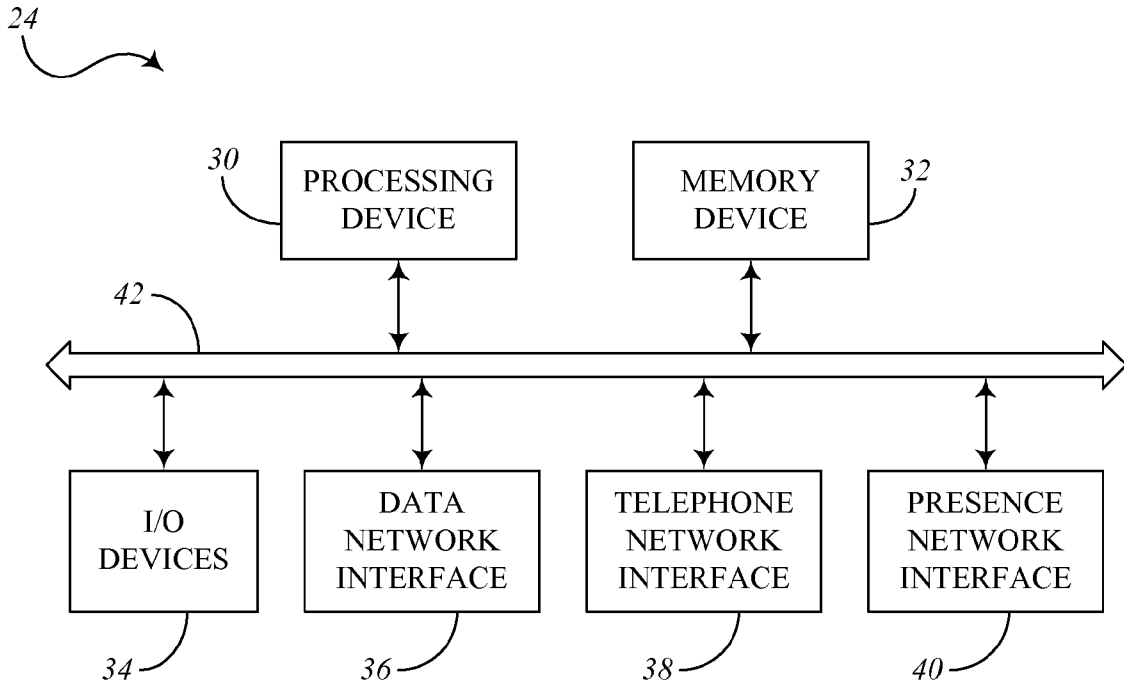 24
30
PROCESSING
DEVICE
MEMORY
DEVICE
32
42
I/O
DEVICES
DATA
NETWORK
INTERFACE
TELEPHONE
NETWORK
INTERFACE
PRESENCE
NETWORK
INTERFACE
34
36
38
40